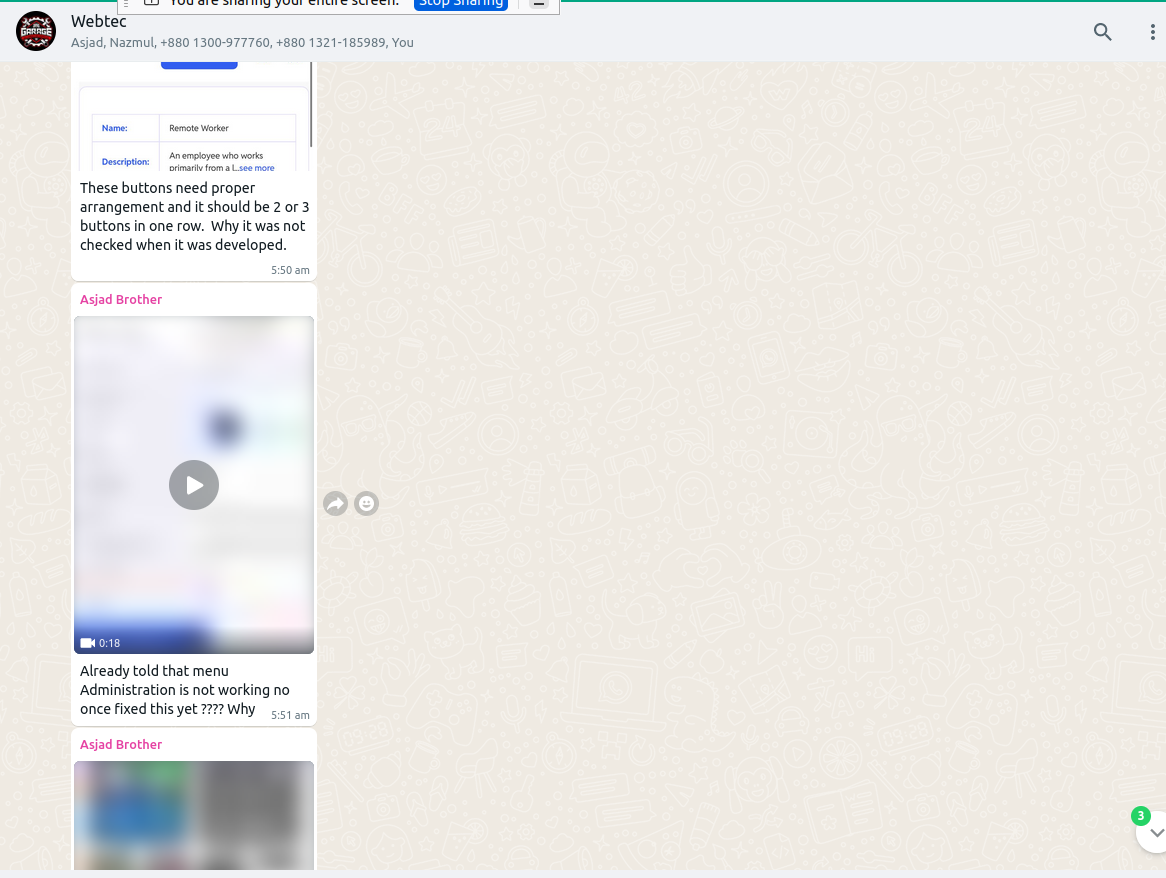 You are sharing your entire screen.
Stop Sharing
GARAGE
Webtec
Asjad, Nazmul, +880 1300-977760, +880 1321-185989, You
Name:
Remote Worker
Description:
An employee who works
primarily from a l...see more
These buttons need proper
arrangement and it should be 2 or 3
buttons in one row.  Why it was not
checked when it was developed.
5:50 am
Asjad Brother
0:18
Already told that menu
Administration is not working no
once fixed this yet ???? Why
5:51 am
Asjad Brother
3